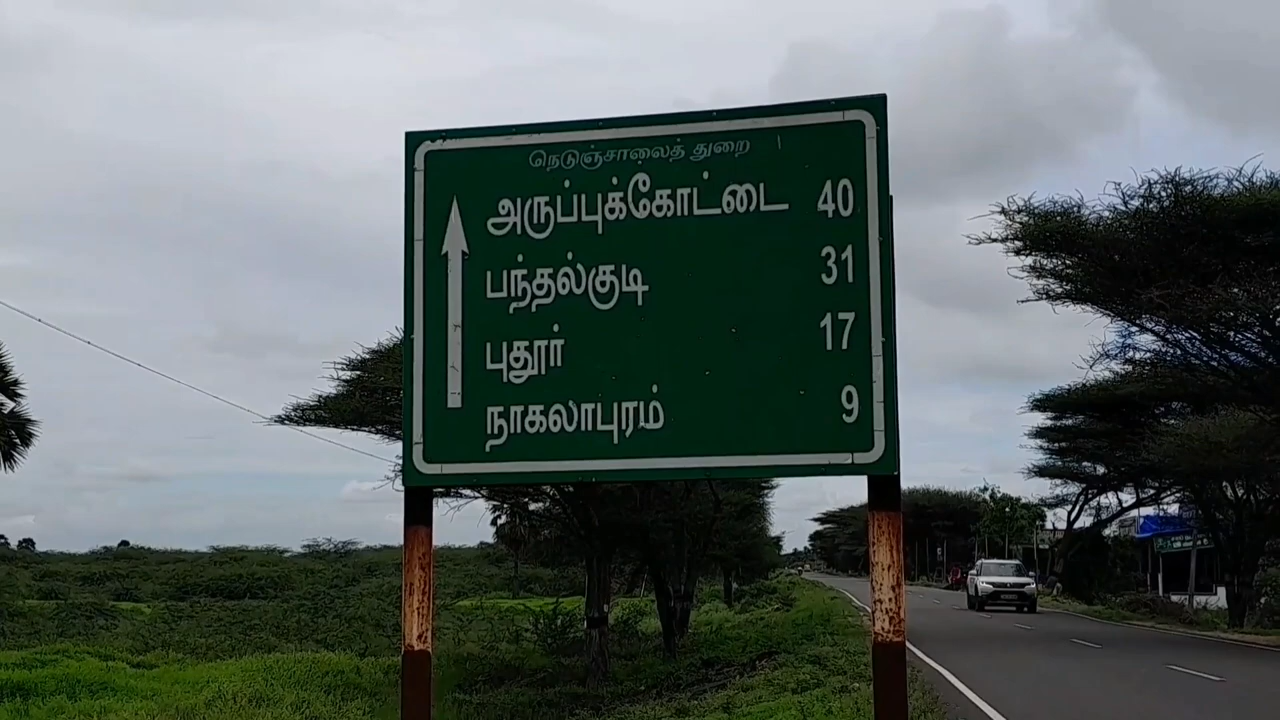 நெடுஞ்சாலைத் துறை
அருப்புக்கோட்டை 40
பந்தல்குடி 31
புதூர் 17
நாகலாபுரம் 9